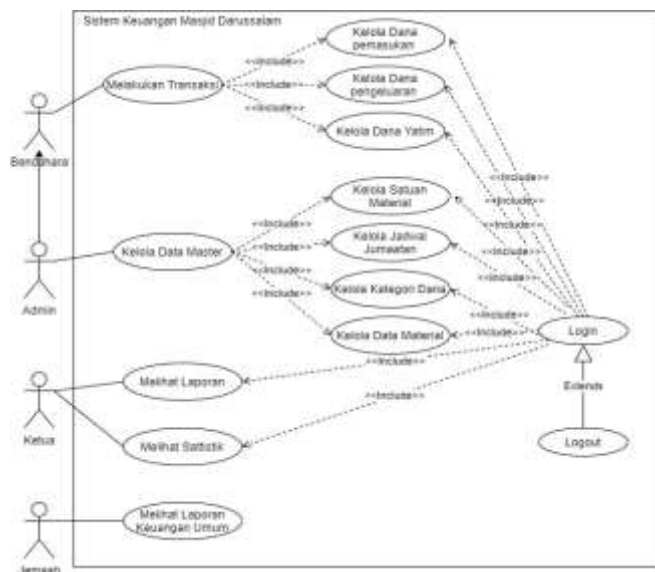 Sistem Keuangan Masjid Darussalam
Kelola Dana
pemasukan
<<Include>>
Melakukan Transaksi
<<Include>>
Kelola Dana
pengeluaran
<<Include>>
Kelola Dana Yatim
Bendahara
<<Include>>
<<Include>>
Kelola Satuan
Material
<<Include>>
<<Include>>
Kelola Data Master
<<Include>>
Kelola Jadwal
Jumaatan
<<Include>>
<<Include>>
Kelola Kategori Dana
Admin
<<Include>>
<<Include>>
Kelola Data Material
Login
<<Include>>
Melihat Laporan
Extends
<<Include>>
Ketua
Melihat Sattistik
Logout
Melihat Laporan
Keuangan Umum
Jamaah